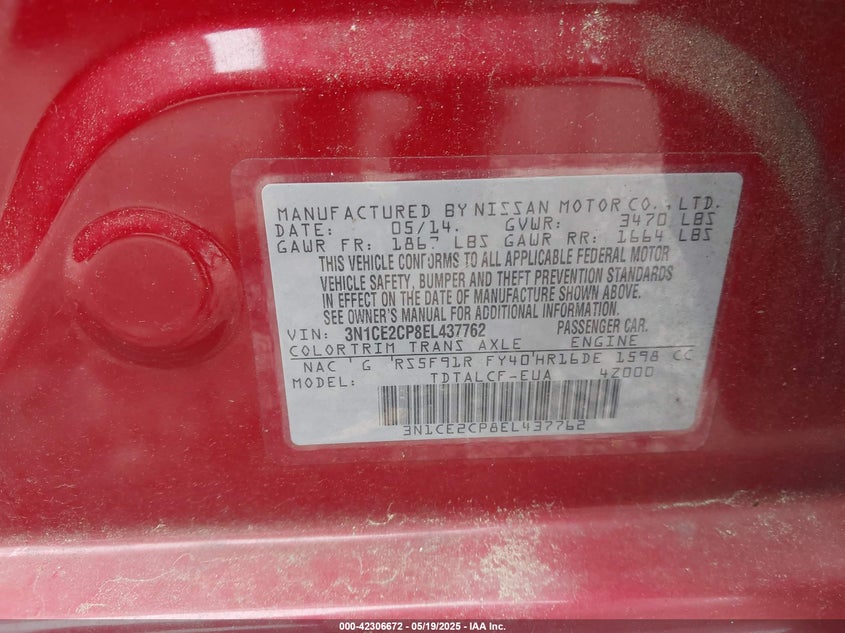 MANUFACTURED BY NISSAN MOTOR CO., LTD.
DATE: 05/14. GVWR: 3470 LBS
GAWR FR: 1867 LBS GAWR RR: 1664 LBS
THIS VEHICLE CONFORMS TO ALL APPLICABLE FEDERAL MOTOR
VEHICLE SAFETY, BUMPER AND THEFT PREVENTION STANDARDS
IN EFFECT ON THE DATE OF MANUFACTURE SHOWN ABOVE.
SEE OWNER'S MANUAL FOR ADDITIONAL INFORMATION.
VIN: 3N1CE2CP8EL437762 PASSENGER CAR.
COLOR TRIM TRANS AXLE ENGINE
NAC ' G 'RS5F91R FY40'HR16DE 1598 CC
MODEL: TDTALCF-EUA 4Z000
3N1CE2CP8EL437762
000-42306672 — 05/19/2025 — IAA Inc.